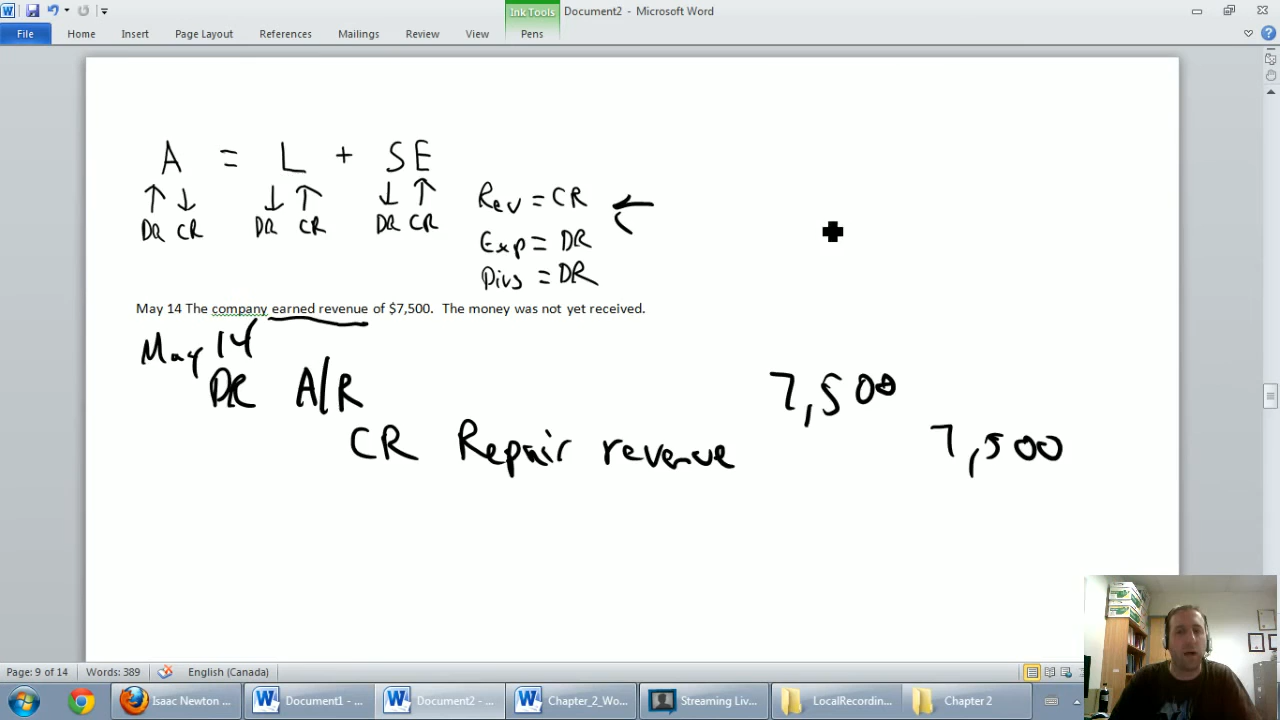 Ink Tools
Document2 - Microsoft Word
File Home Insert Page Layout References Mailings Review View Pens
A = L + SE
↑ ↓ ↓ ↑ ↓ ↑
DR CR DR CR DR CR
Rev = CR ←
Exp = DR
Divs = DR
May 14 The company earned revenue of $7,500. The money was not yet received.
May 14
DR A/R 7,500
CR Repair revenue 7,500
Page: 9 of 14 Words: 389 English (Canada)
Isaac Newton ... Document1 - ... Document2 - ... Chapter_2_Wo... Streaming Liv... LocalRecordin... Chapter 2